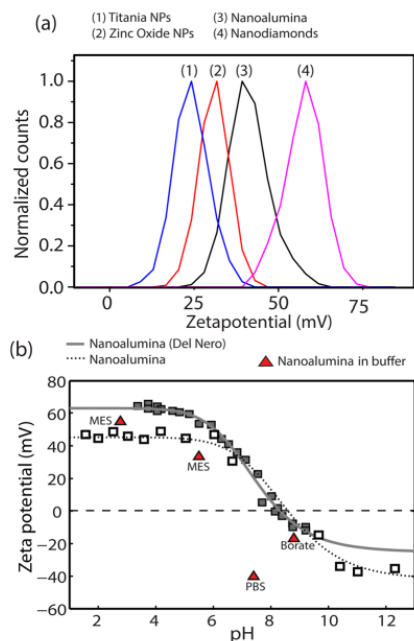 (a)
(1) Titania NPs (3) Nanoalumina
(2) Zinc Oxide NPs (4) Nanodiamonds
(1) (2) (3) (4)
1.0
0.8
0.6
0.4
0.2
0.0
Normalized counts
0 25 50 75
Zetapotential (mV)
(b)
Nanoalumina (Del Nero)
Nanoalumina
Nanoalumina in buffer
80
60
40
20
0
−20
−40
−60
Zeta potential (mV)
MES
MES
Borate
PBS
2 4 6 8 10 12
pH